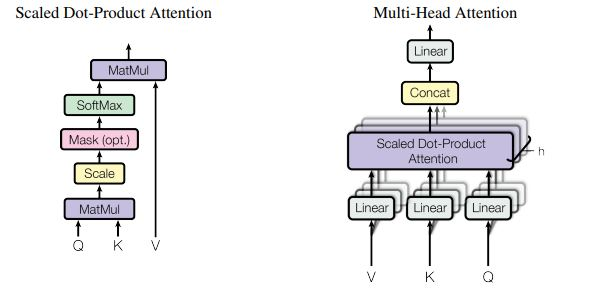 Scaled Dot-Product Attention
MatMul
SoftMax
Mask (opt.)
Scale
MatMul
Q K V
Multi-Head Attention
Linear
Concat
Scaled Dot-Product
Attention
h
Linear Linear Linear
V K Q